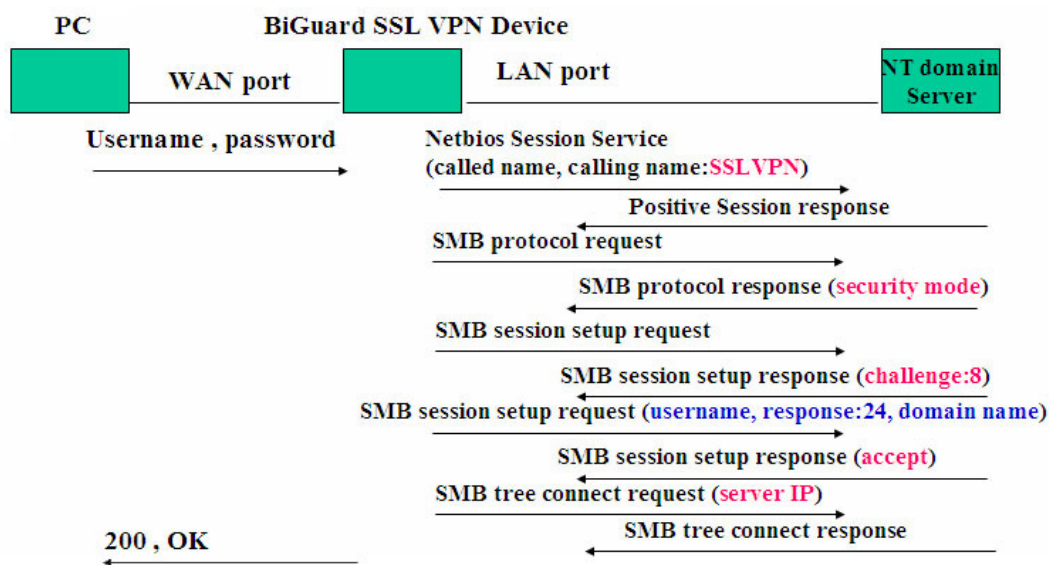 PC
BiGuard SSL VPN Device
WAN port
LAN port
NT domain
Server
Username , password
Netbios Session Service
(called name, calling name:SSLVPN)
Positive Session response
SMB protocol request
SMB protocol response (security mode)
SMB session setup request
SMB session setup response (challenge:8)
SMB session setup request (username, response:24, domain name)
SMB session setup response (accept)
SMB tree connect request (server IP)
SMB tree connect response
200 , OK